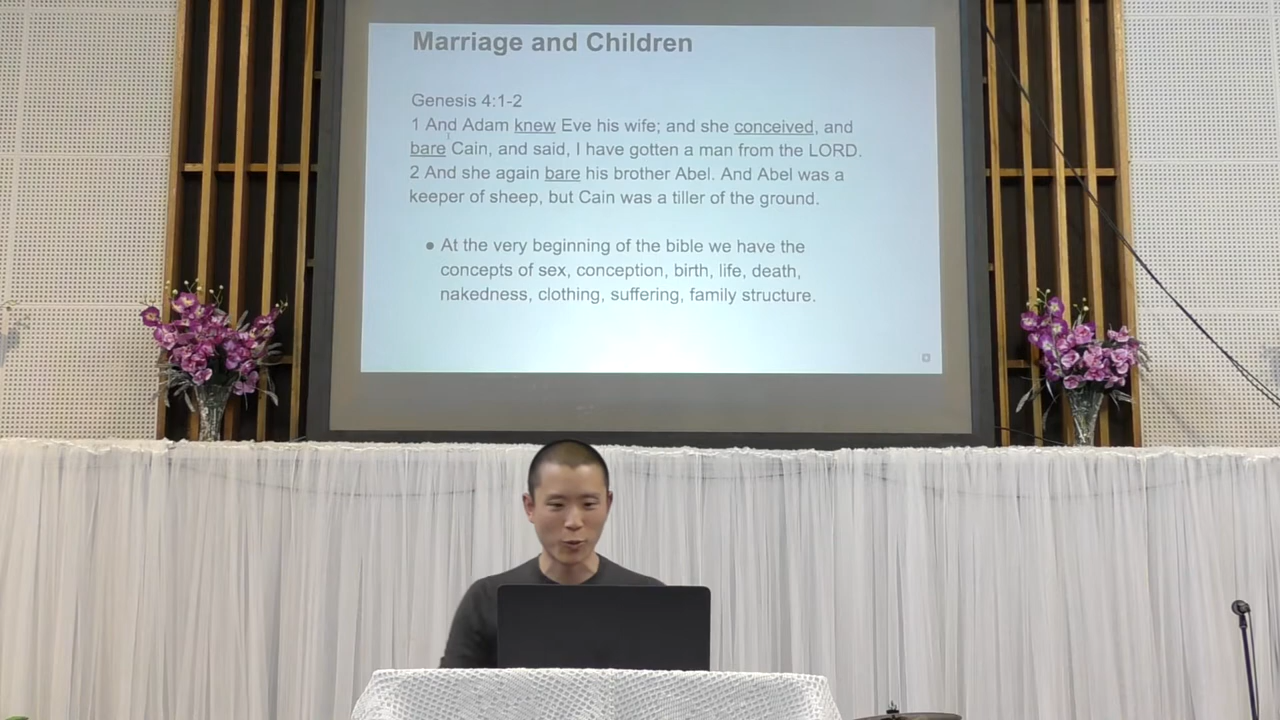 Marriage and Children
Genesis 4:1-2
1 And Adam knew Eve his wife; and she conceived, and
bare Cain, and said, I have gotten a man from the LORD.
2 And she again bare his brother Abel. And Abel was a
keeper of sheep, but Cain was a tiller of the ground.
● At the very beginning of the bible we have the
concepts of sex, conception, birth, life, death,
nakedness, clothing, suffering, family structure.